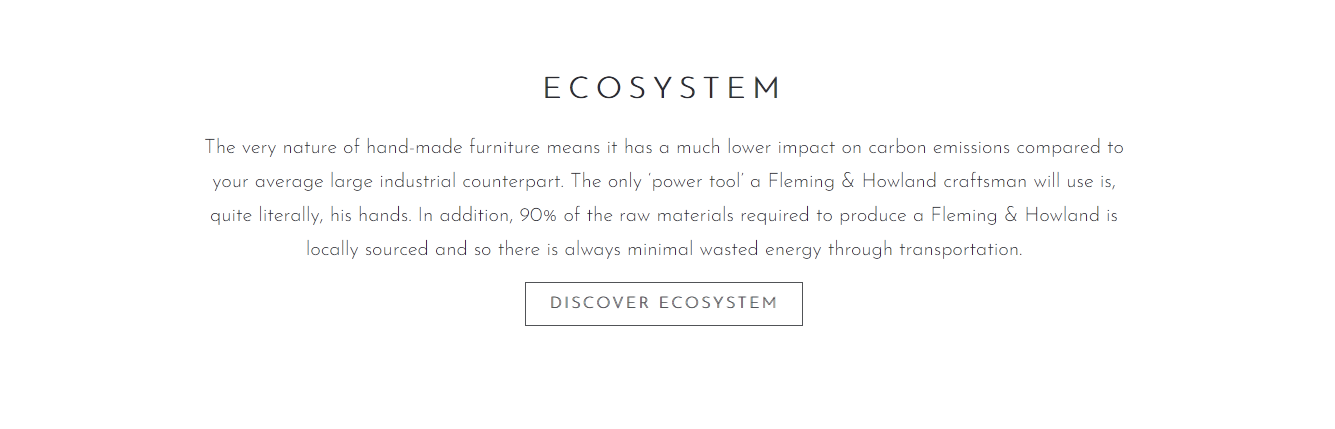 ECOSYSTEM
The very nature of hand-made furniture means it has a much lower impact on carbon emissions compared to
your average large industrial counterpart. The only ‘power tool’ a Fleming & Howland craftsman will use is,
quite literally, his hands. In addition, 90% of the raw materials required to produce a Fleming & Howland is
locally sourced and so there is always minimal wasted energy through transportation.
DISCOVER ECOSYSTEM